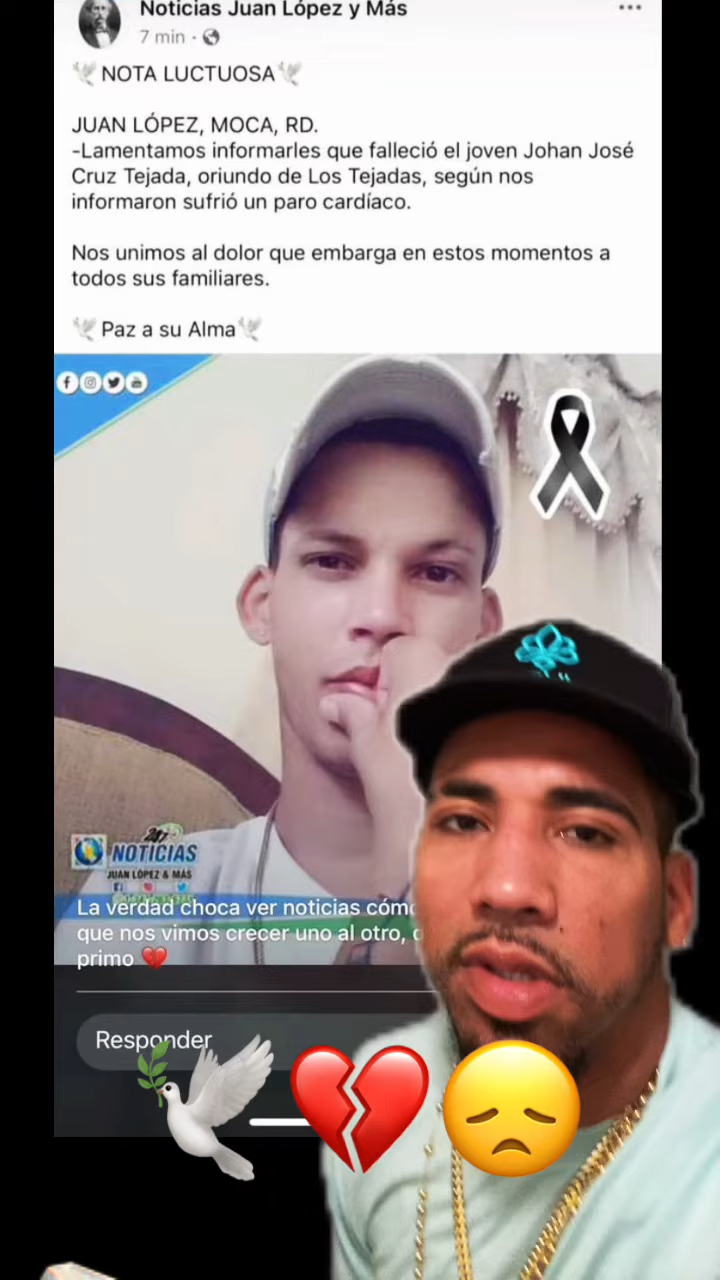 Noticias Juan López y Más
7 min ·
🕊️ NOTA LUCTUOSA 🕊️
JUAN LÓPEZ, MOCA, RD.
-Lamentamos informarles que falleció el joven Johan José
Cruz Tejada, oriundo de Los Tejadas, según nos
informaron sufrió un paro cardíaco.
Nos unimos al dolor que embarga en estos momentos a
todos sus familiares.
🕊️ Paz a su Alma 🕊️
24/7
NOTICIAS
JUAN LÓPEZ & MÁS
La verdad choca ver noticias cómo
que nos vimos crecer uno al otro,
primo 💔
Responder